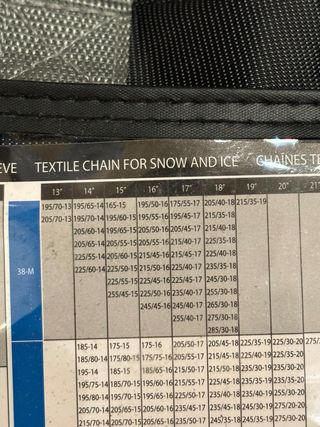 EVE TEXTILE CHAIN FOR SNOW AND ICE CHAÎNES TE
13" 14" 15" 16" 17" 18" 19" 20" 21"
195/70-13 195/65-14 165-15 195/50-16 175/55-17 205/40-18 215/35-19
205/70-13 195/70-14 195/60-15 195/55-16 205/45-17 215/35-18
205/60-14 195/65-15 205/50-16 205/50-17 215/40-18
205/65-14 205/55-15 205/55-16 215/40-17 225/35-18
38-M 225/55-14 205/60-15 215/50-16 215/45-17 225/40-18
225/60-14 215/50-15 225/45-16 225/45-17 235/35-18
225/55-15 225/50-16 235/40-17 245/35-18
255/45-15 225/50-16 235/45-17 255/30-18
245/45-16 245/40-17 265/30-18
255/40-17 275/30-18
285/30-18
185-14 175-15 175-16 205/50-17 205/45-18 225/35-19 225/30-20 275/
185/80-14 175/80-15 175/75-16 205/55-17 215/45-18 225/40-19 225/35-20
195-14 185-15 185/65-16 215/50-17 225/45-18 235/30-19 235/30-20
195/75-14 185/70-15 195/60-16 225/45-17 235/40-18 235/35-19 245/30-20
205/70-14 205/65-15 205/60-16 235/45-17 245/40-18 245/30-19 255/30-20
215/70-14 205/70-15 215/55-16 245/45-17 245/35-18 245/35-19 275/25-20